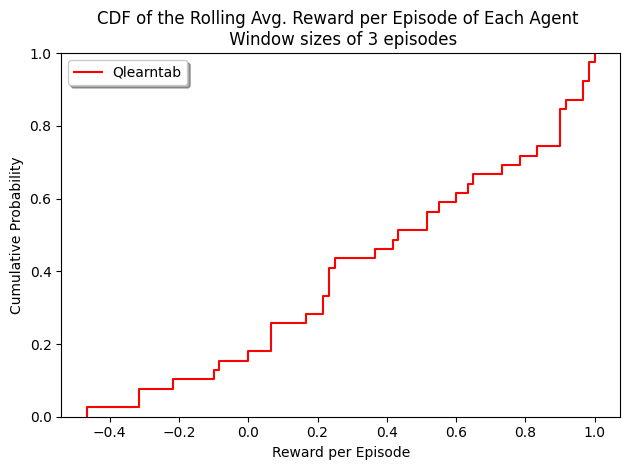 CDF of the Rolling Avg. Reward per Episode of Each Agent
Window sizes of 3 episodes
Qlearntab
Cumulative Probability
1.0
0.8
0.6
0.4
0.2
0.0
−0.4 −0.2 0.0 0.2 0.4 0.6 0.8 1.0
Reward per Episode